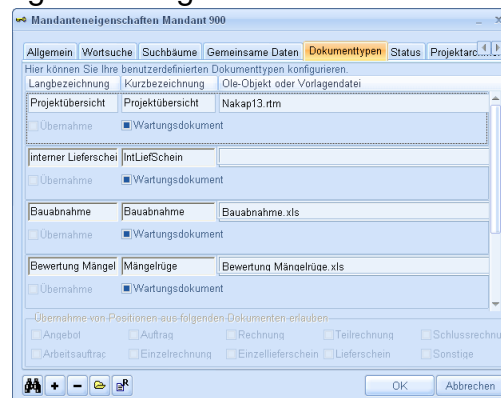 Mandanteneigenschaften Mandant 900
Allgemein Wortsuche Suchbäume Gemeinsame Daten Dokumenttypen Status
Hier können Sie Ihre benutzerdefinierten Dokumenttypen konfigurieren.
Langbezeichnung Kurzbezeichnung Ole-Objekt oder Vorlagendatei
Projektübersicht Projektübersicht Nakap13.rtm
Übernahme Wartungsdokument
interner Lieferschei IntLiefSchein
Übernahme Wartungsdokument
Bauabnahme Bauabnahme Bauabnahme.xls
Übernahme Wartungsdokument
Bewertung Mängel Mängelrüge Bewertung Mängelrüge.xls
Übernahme Wartungsdokument
Übernahme von Positionen aus folgenden Dokumenten erlauben
Angebot Auftrag Rechnung Teilrechnung Schlussrechnu
Arbeitsauftrag Einzelrechnung Einzellieferschein Lieferschein Sonstige
OK Abbrechen